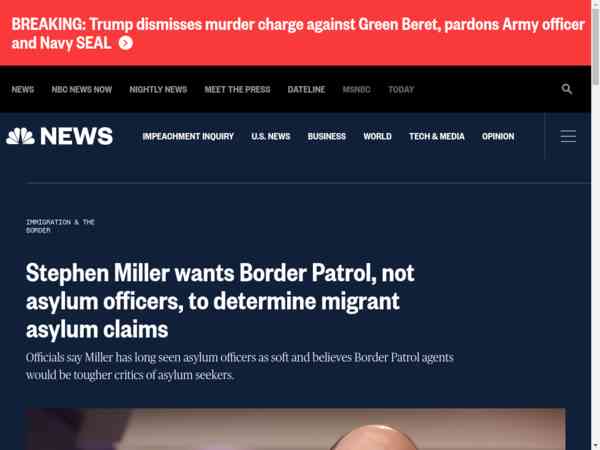 BREAKING: Trump dismisses murder charge against Green Beret, pardons Army officer
and Navy SEAL
NEWS NBC NEWS NOW NIGHTLY NEWS MEET THE PRESS DATELINE MSNBC TODAY
NEWS IMPEACHMENT INQUIRY U.S. NEWS BUSINESS WORLD TECH & MEDIA OPINION
IMMIGRATION & THE
BORDER
Stephen Miller wants Border Patrol, not
asylum officers, to determine migrant
asylum claims
Officials say Miller has long seen asylum officers as soft and believes Border Patrol agents
would be tougher critics of asylum seekers.